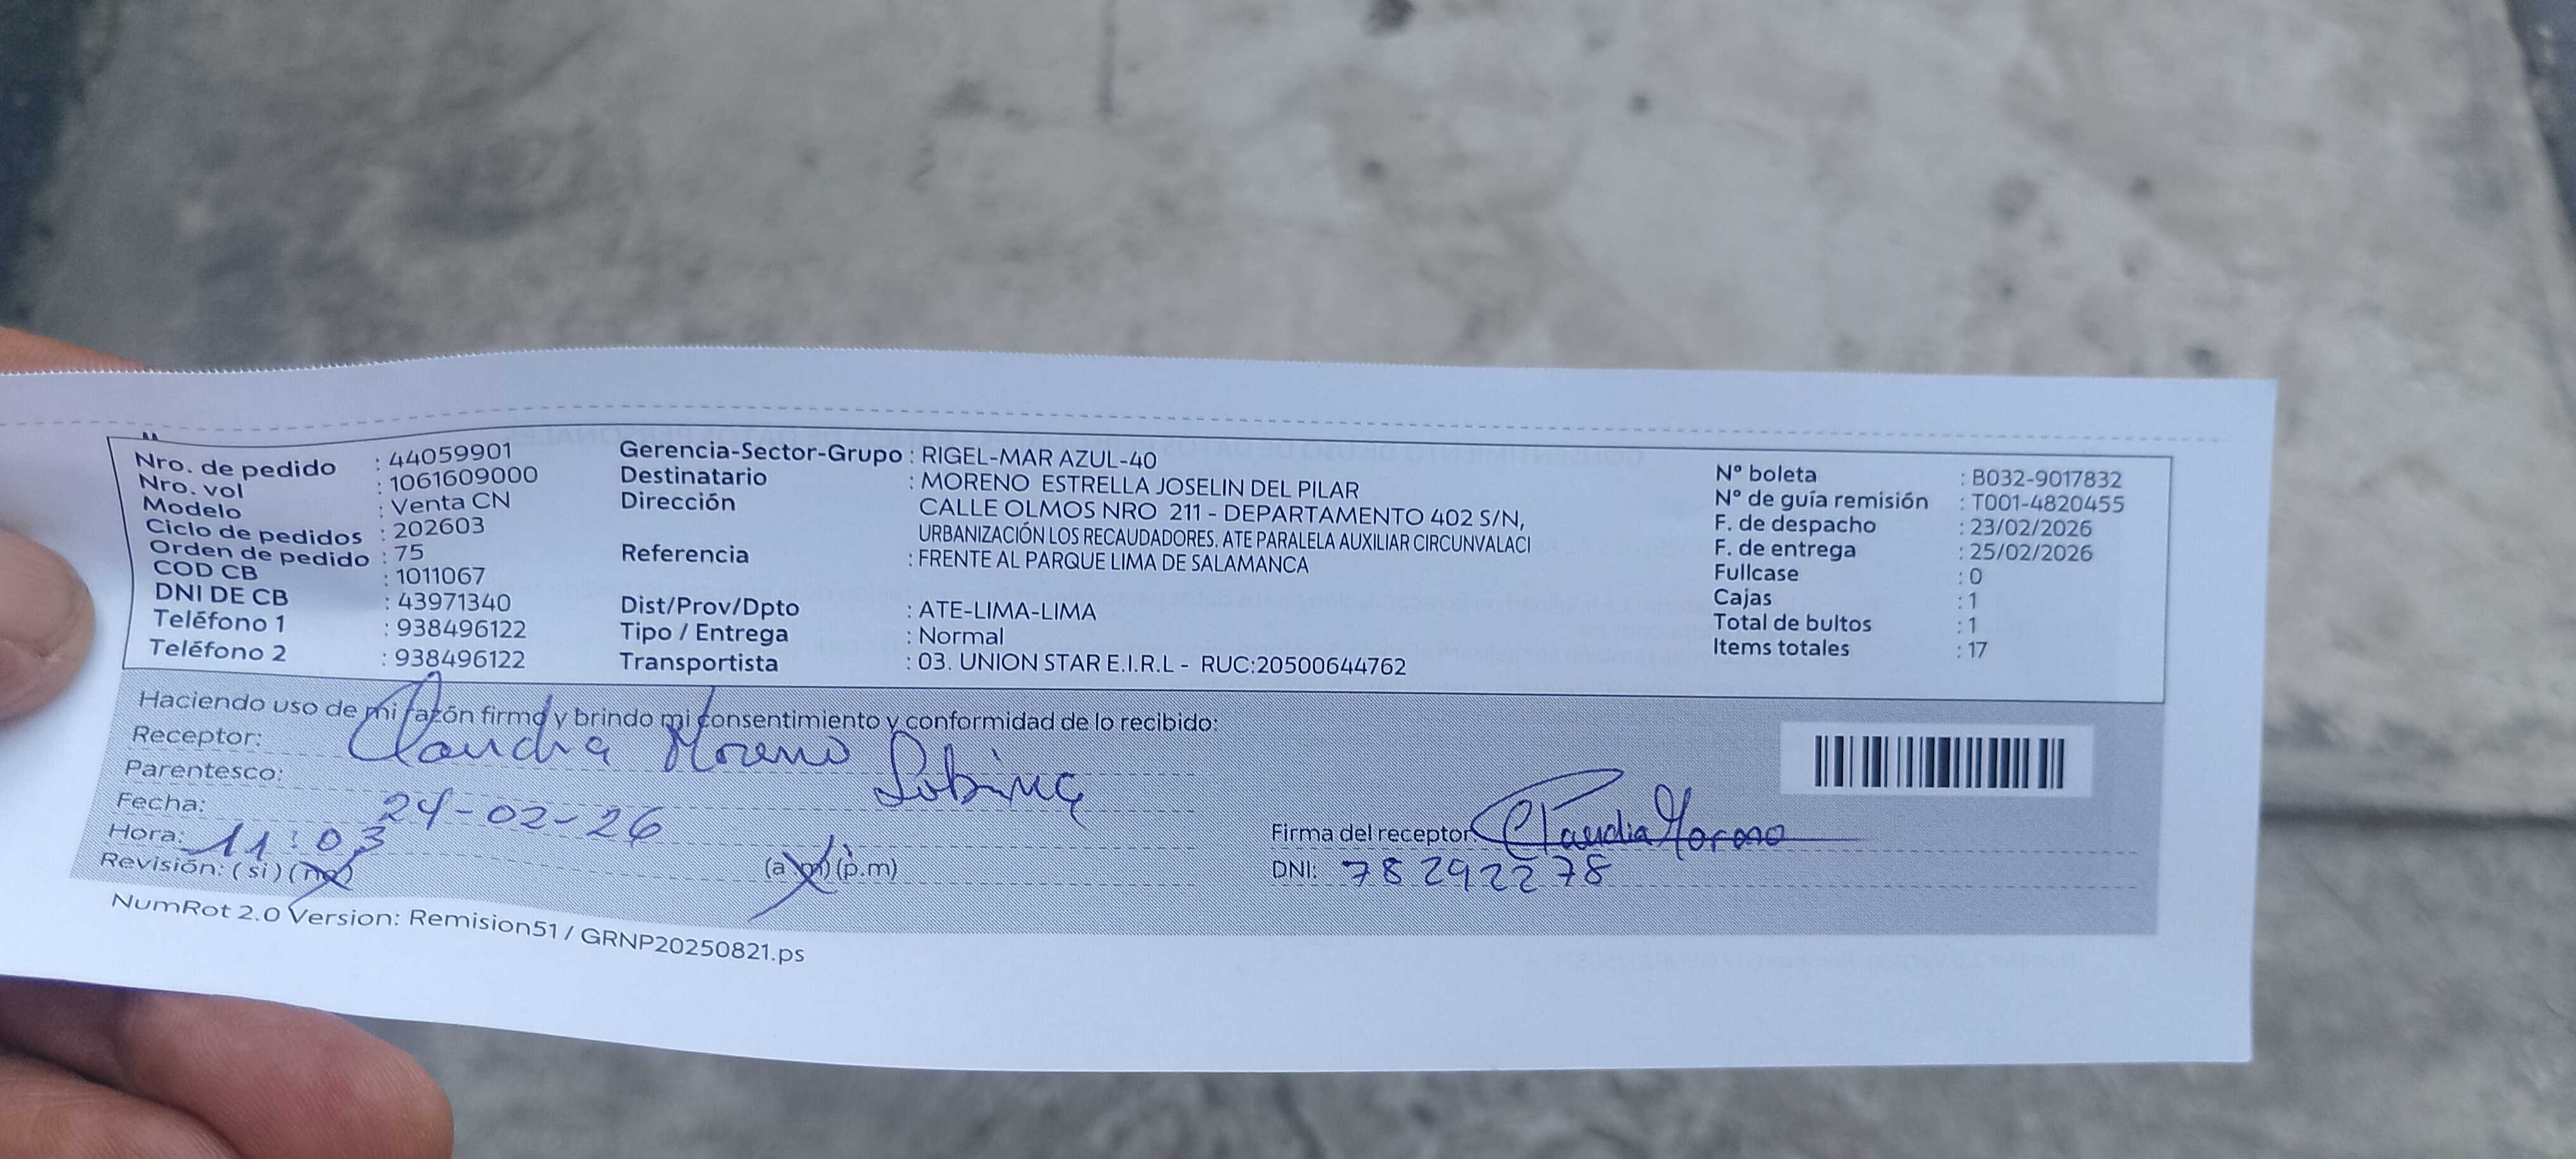 Nro. de pedido : 44059901
Nro. vol : 1061609000
Modelo : Venta CN
Ciclo de pedidos : 202603
Orden de pedido : 75
COD CB : 1011067
DNI DE CB : 43971340
Teléfono 1 : 938496122
Teléfono 2 : 938496122
Gerencia-Sector-Grupo : RIGEL-MAR AZUL-40
Destinatario : MORENO ESTRELLA JOSELIN DEL PILAR
Dirección CALLE OLMOS NRO 211 - DEPARTAMENTO 402 S/N,
URBANIZACIÓN LOS RECAUDADORES. ATE PARALELA AUXILIAR CIRCUNVALACI
Referencia : FRENTE AL PARQUE LIMA DE SALAMANCA
Dist/Prov/Dpto : ATE-LIMA-LIMA
Tipo / Entrega : Normal
Transportista : 03. UNION STAR E.I.R.L - RUC:20500644762
N° boleta : B032-9017832
N° de guía remisión : T001-4820455
F. de despacho : 23/02/2026
F. de entrega : 25/02/2026
Fullcase : 0
Cajas : 1
Total de bultos : 1
Items totales : 17
Haciendo uso de mi razón firmo y brindo mi consentimiento y conformidad de lo recibido:
Receptor: Claudia Moreno
Parentesco: Sobrina
Fecha: 24-02-26
Hora: 11:03 (a.m) (p.m)
Revisión: (si) (no)
Firma del receptor: Claudia Moreno
DNI: 78292278
NumRot 2.0 Version: Remision51 / GRNP20250821.ps